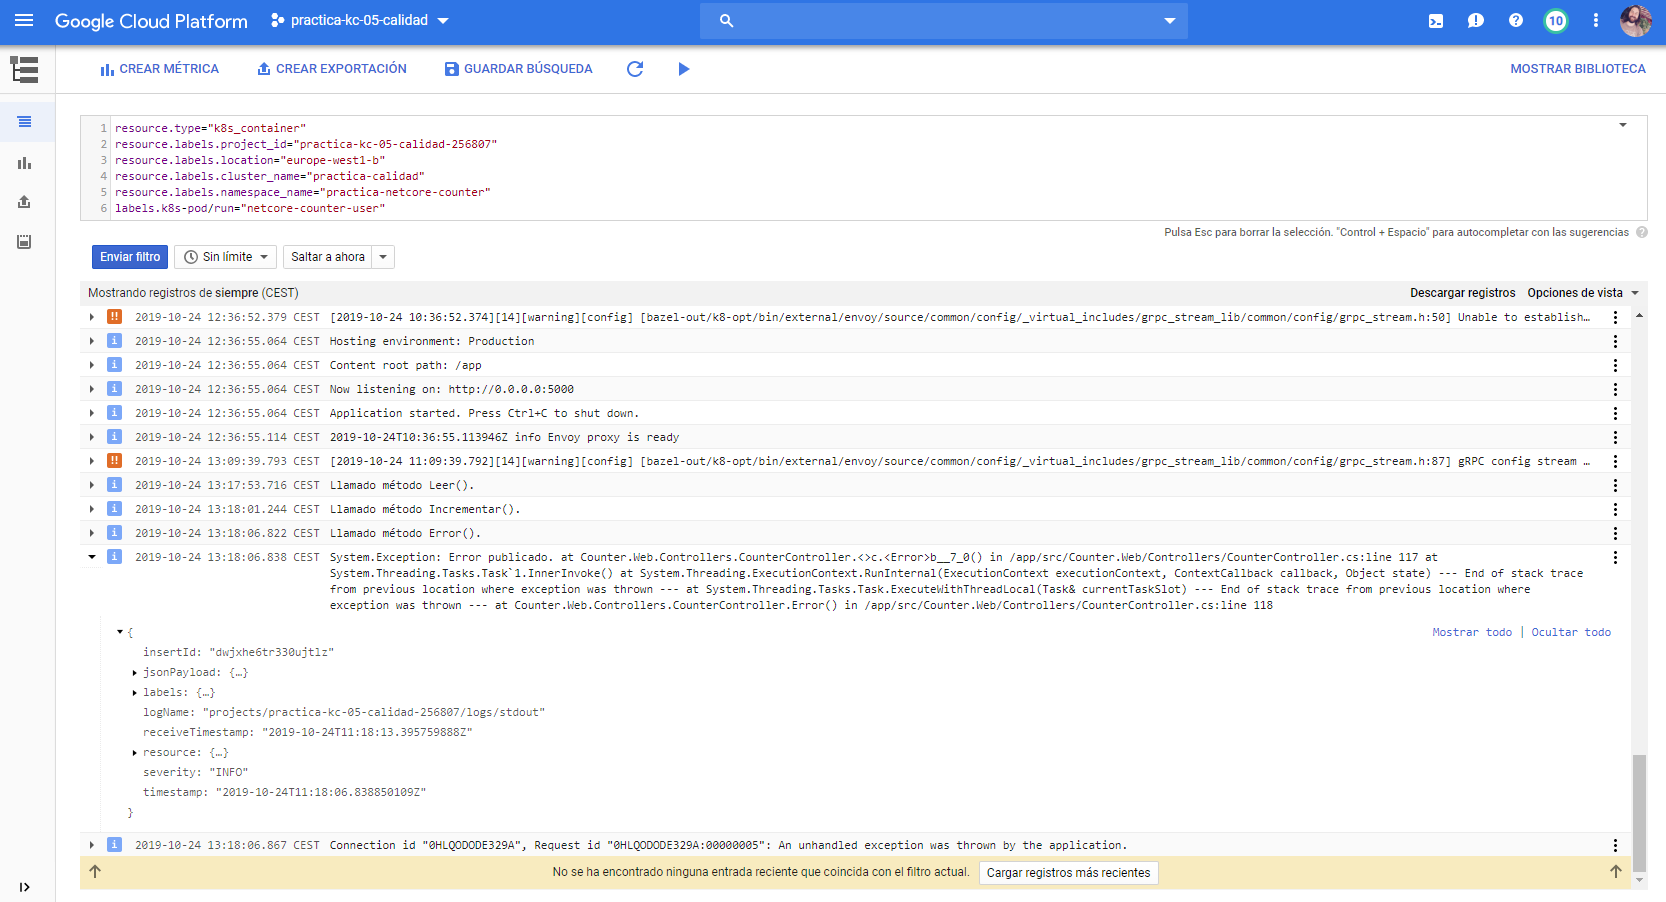 Google Cloud Platform
practica-kc-05-calidad
10
CREAR MÉTRICA
CREAR EXPORTACIÓN
GUARDAR BÚSQUEDA
MOSTRAR BIBLIOTECA
1 resource.type="k8s_container"
2 resource.labels.project_id="practica-kc-05-calidad-256807"
3 resource.labels.location="europe-west1-b"
4 resource.labels.cluster_name="practica-calidad"
5 resource.labels.namespace_name="practica-netcore-counter"
6 labels.k8s-pod/run="netcore-counter-user"
Pulsa Esc para borrar la selección. "Control + Espacio" para autocompletar con las sugerencias ?
Enviar filtro
Sin límite
Saltar a ahora
Mostrando registros de siempre (CEST)
Descargar registros
Opciones de vista
!! 2019-10-24 12:36:52.379 CEST [2019-10-24 10:36:52.374][14][warning][config] [bazel-out/k8-opt/bin/external/envoy/source/common/config/_virtual_includes/grpc_stream_lib/common/config/grpc_stream.h:50] Unable to establish…
i 2019-10-24 12:36:55.064 CEST Hosting environment: Production
i 2019-10-24 12:36:55.064 CEST Content root path: /app
i 2019-10-24 12:36:55.064 CEST Now listening on: http://0.0.0.0:5000
i 2019-10-24 12:36:55.064 CEST Application started. Press Ctrl+C to shut down.
i 2019-10-24 12:36:55.114 CEST 2019-10-24T10:36:55.113946Z info Envoy proxy is ready
!! 2019-10-24 13:09:39.793 CEST [2019-10-24 11:09:39.792][14][warning][config] [bazel-out/k8-opt/bin/external/envoy/source/common/config/_virtual_includes/grpc_stream_lib/common/config/grpc_stream.h:87] gRPC config stream …
i 2019-10-24 13:17:53.716 CEST Llamado método Leer().
i 2019-10-24 13:18:01.244 CEST Llamado método Incrementar().
i 2019-10-24 13:18:06.822 CEST Llamado método Error().
i 2019-10-24 13:18:06.838 CEST System.Exception: Error publicado. at Counter.Web.Controllers.CounterController.<>c.<Error>b__7_0() in /app/src/Counter.Web/Controllers/CounterController.cs:line 117 at
System.Threading.Tasks.Task`1.InnerInvoke() at System.Threading.ExecutionContext.RunInternal(ExecutionContext executionContext, ContextCallback callback, Object state) --- End of stack trace
from previous location where exception was thrown --- at System.Threading.Tasks.Task.ExecuteWithThreadLocal(Task& currentTaskSlot) --- End of stack trace from previous location where
exception was thrown --- at Counter.Web.Controllers.CounterController.Error() in /app/src/Counter.Web/Controllers/CounterController.cs:line 118
{
Mostrar todo | Ocultar todo
insertId: "dwjxhe6tr330ujtlz"
jsonPayload: {…}
labels: {…}
logName: "projects/practica-kc-05-calidad-256807/logs/stdout"
receiveTimestamp: "2019-10-24T11:18:13.395759888Z"
resource: {…}
severity: "INFO"
timestamp: "2019-10-24T11:18:06.838850109Z"
}
i 2019-10-24 13:18:06.867 CEST Connection id "0HLQODODE329A", Request id "0HLQODODE329A:00000005": An unhandled exception was thrown by the application.
No se ha encontrado ninguna entrada reciente que coincida con el filtro actual.
Cargar registros más recientes